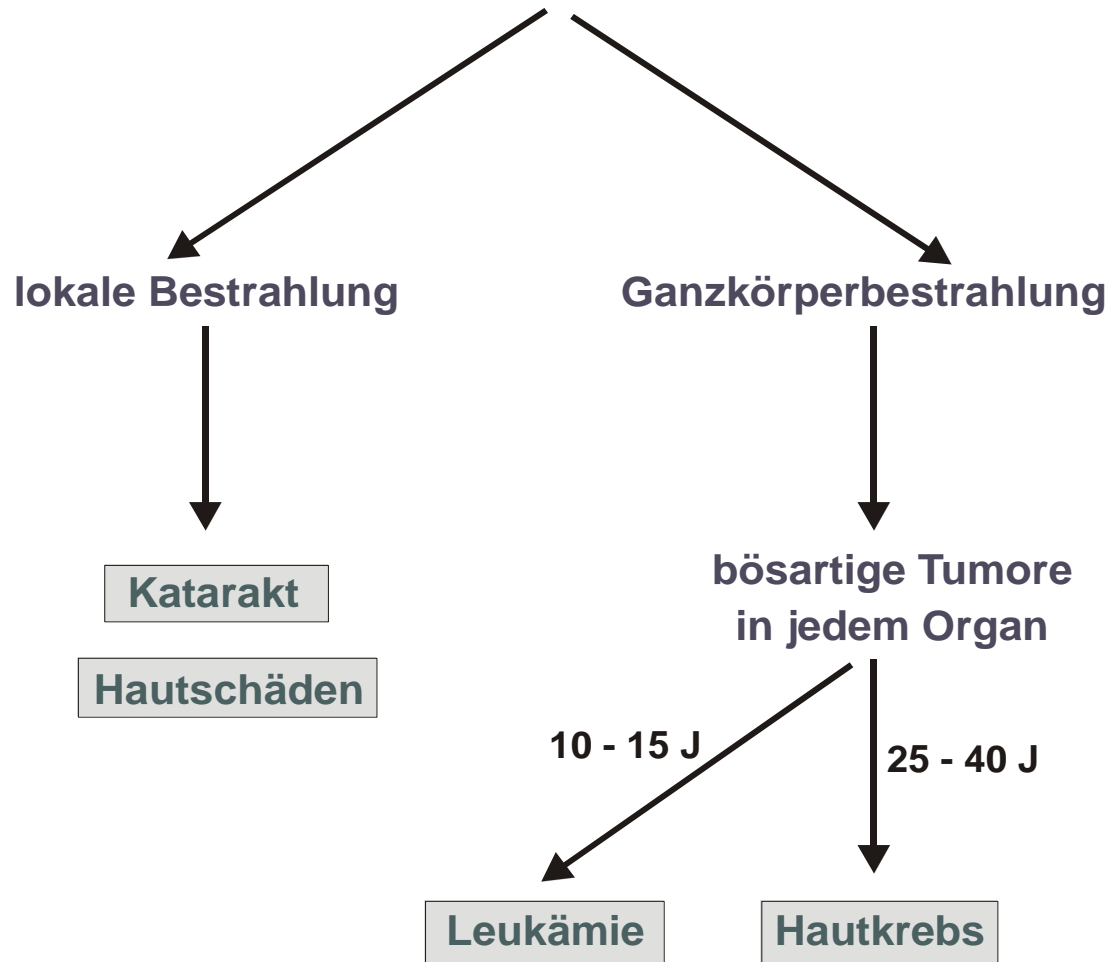 lokale Bestrahlung
Ganzkörperbestrahlung
Katarakt
Hautschäden
bösartige Tumore
in jedem Organ
10 - 15 J
25 - 40 J
Leukämie
Hautkrebs